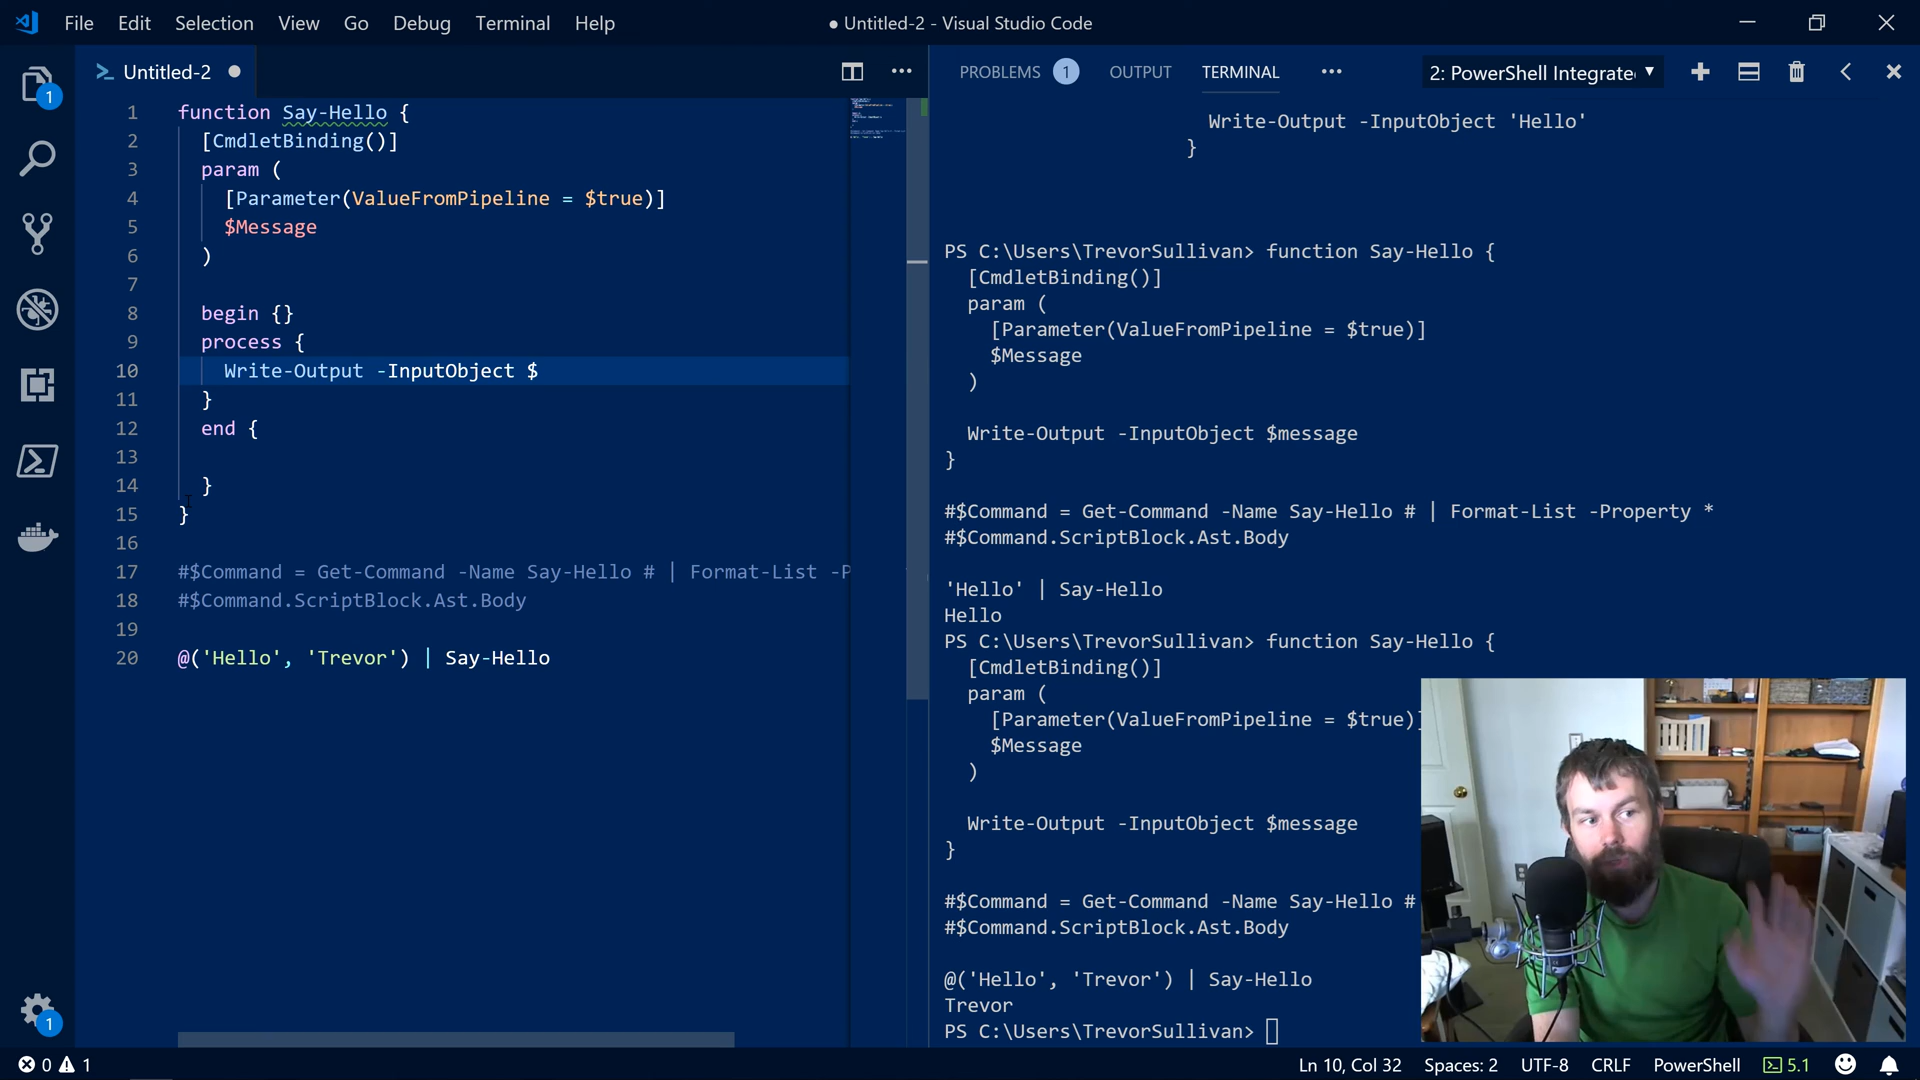 File Edit Selection View Go Debug Terminal Help
● Untitled-2 - Visual Studio Code
Untitled-2 ●
1 function Say-Hello {
2 [CmdletBinding()]
3 param (
4 [Parameter(ValueFromPipeline = $true)]
5 $Message
6 )
7
8 begin {}
9 process {
10 Write-Output -InputObject $
11 }
12 end {
13
14 }
15 }
16
17 #$Command = Get-Command -Name Say-Hello # | Format-List -P
18 #$Command.ScriptBlock.Ast.Body
19
20 @('Hello', 'Trevor') | Say-Hello
PROBLEMS 1 OUTPUT TERMINAL ••• 2: PowerShell Integrate
Write-Output -InputObject 'Hello'
}
PS C:\Users\TrevorSullivan> function Say-Hello {
[CmdletBinding()]
param (
[Parameter(ValueFromPipeline = $true)]
$Message
)
Write-Output -InputObject $message
}
#$Command = Get-Command -Name Say-Hello # | Format-List -Property *
#$Command.ScriptBlock.Ast.Body
'Hello' | Say-Hello
Hello
PS C:\Users\TrevorSullivan> function Say-Hello {
[CmdletBinding()]
param (
[Parameter(ValueFromPipeline = $true)]
$Message
)
Write-Output -InputObject $message
}
#$Command = Get-Command -Name Say-Hello #
#$Command.ScriptBlock.Ast.Body
@('Hello', 'Trevor') | Say-Hello
Trevor
PS C:\Users\TrevorSullivan>
1
1
0 1
Ln 10, Col 32 Spaces: 2 UTF-8 CRLF PowerShell 5.1